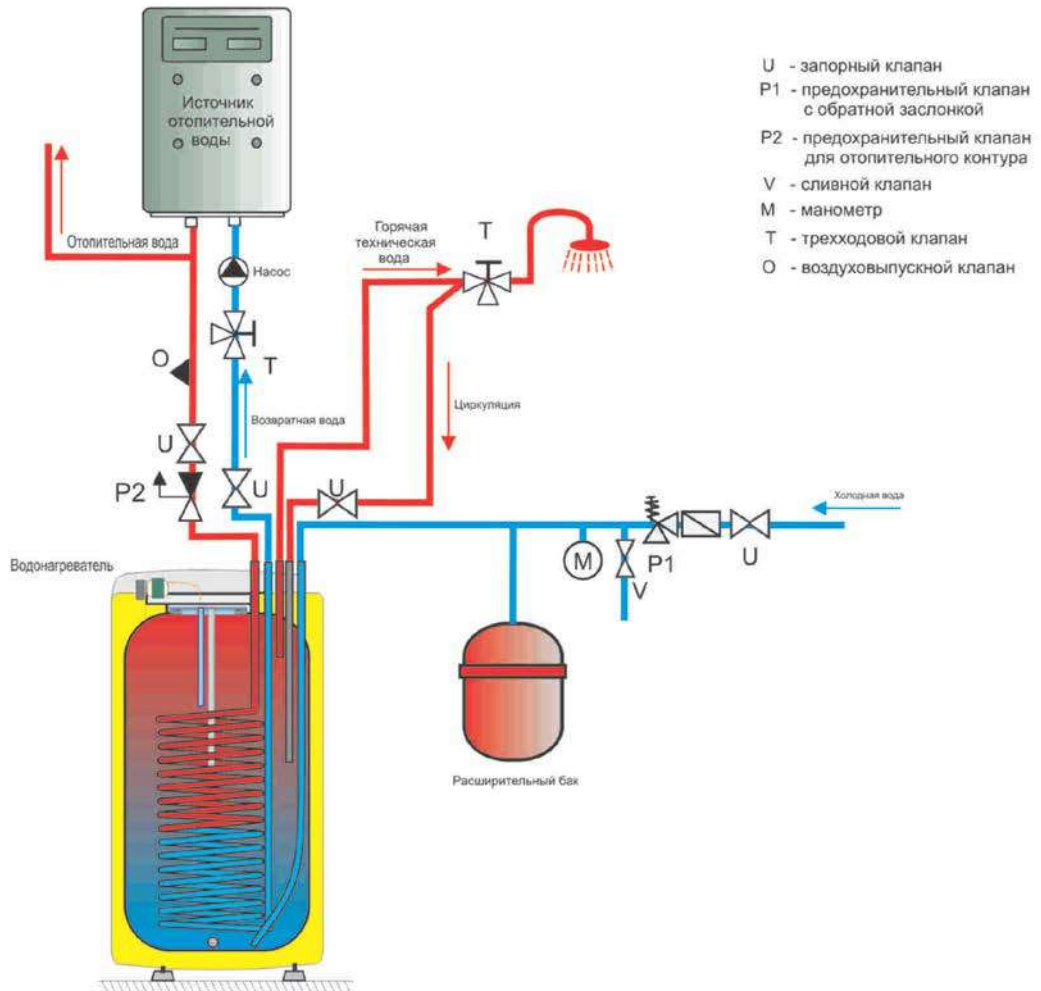 Источник
отопительной
воды
Отопительная вода
Насос
O
T
U
Возвратная вода
P2
U
Горячая
техническая
вода
T
Циркуляция
U
Водонагреватель
Холодная вода
M
V
P1
U
Расширительный бак
U - запорный клапан
P1 - предохранительный клапан
с обратной заслонкой
P2 - предохранительный клапан
для отопительного контура
V - сливной клапан
M - манометр
T - трехходовой клапан
O - воздуховыпускной клапан